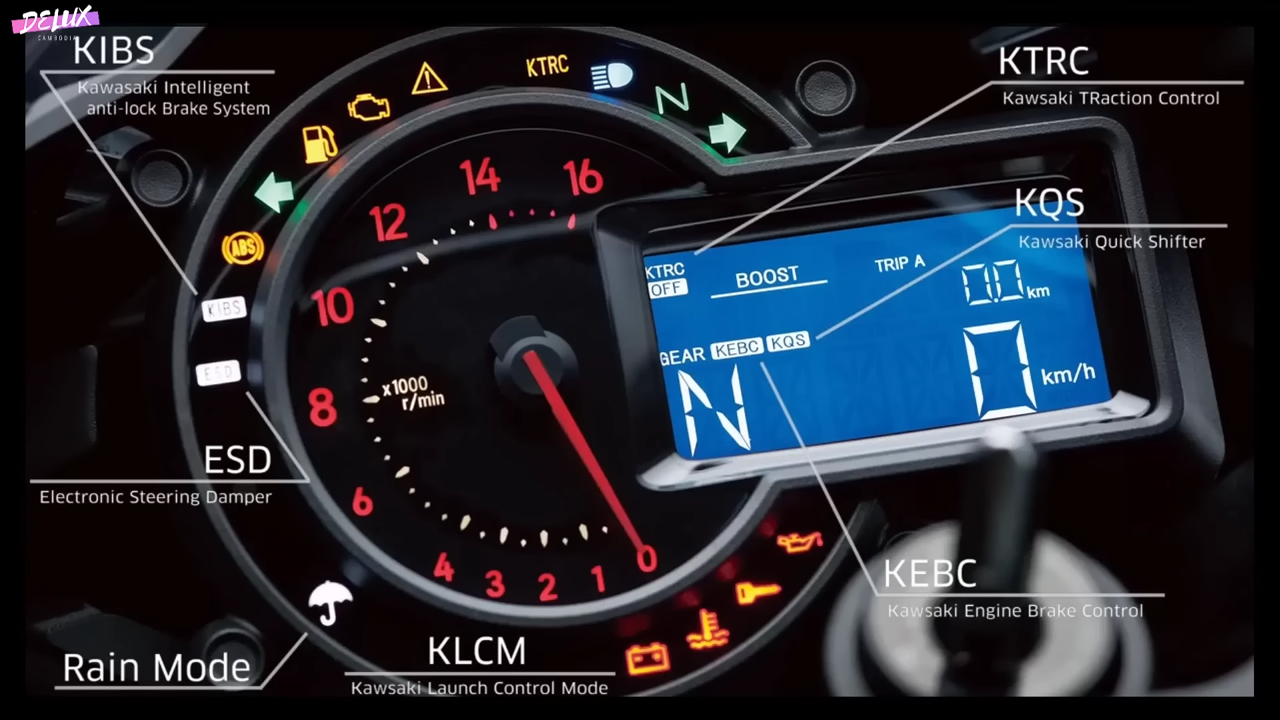 DELUX
CAMBODIA
KIBS
Kawasaki Intelligent
anti-lock Brake System
KTRC
KTRC
Kawsaki TRaction Control
N
ABS
KIBS
ESD
16
14
12
10
8
6
4
3
2
1
0
x1000
r/min
KTRC
OFF
BOOST
TRIP A
0.0 km
KQS
Kawsaki Quick Shifter
GEAR KEBC KQS
N
0 km/h
ESD
Electronic Steering Damper
KEBC
Kawsaki Engine Brake Control
KLCM
Kawsaki Launch Control Mode
Rain Mode